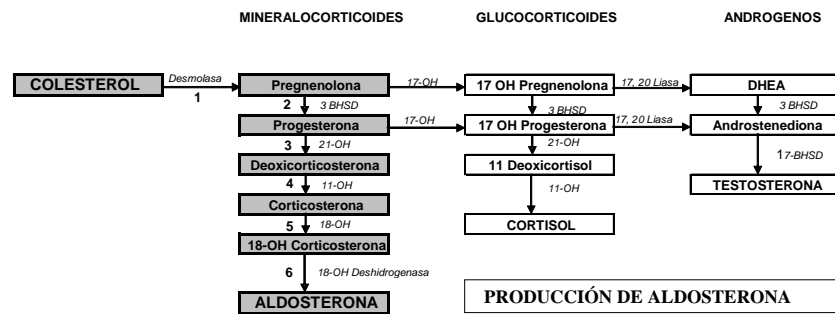 MINERALOCORTICOIDES GLUCOCORTICOIDES ANDROGENOS
COLESTEROL Desmolasa Pregnenolona 17-OH 17 OH Pregnenolona 17, 20 Liasa DHEA
1 2 3 BHSD 3 BHSD 3 BHSD
Progesterona 17-OH 17 OH Progesterona 17, 20 Liasa Androstenediona
3 21-OH 21-OH 17-BHSD
Deoxicorticosterona 11 Deoxicortisol TESTOSTERONA
4 11-OH 11-OH
Corticosterona CORTISOL
5 18-OH
18-OH Corticosterona
6 18-OH Deshidrogenasa
ALDOSTERONA PRODUCCIÓN DE ALDOSTERONA